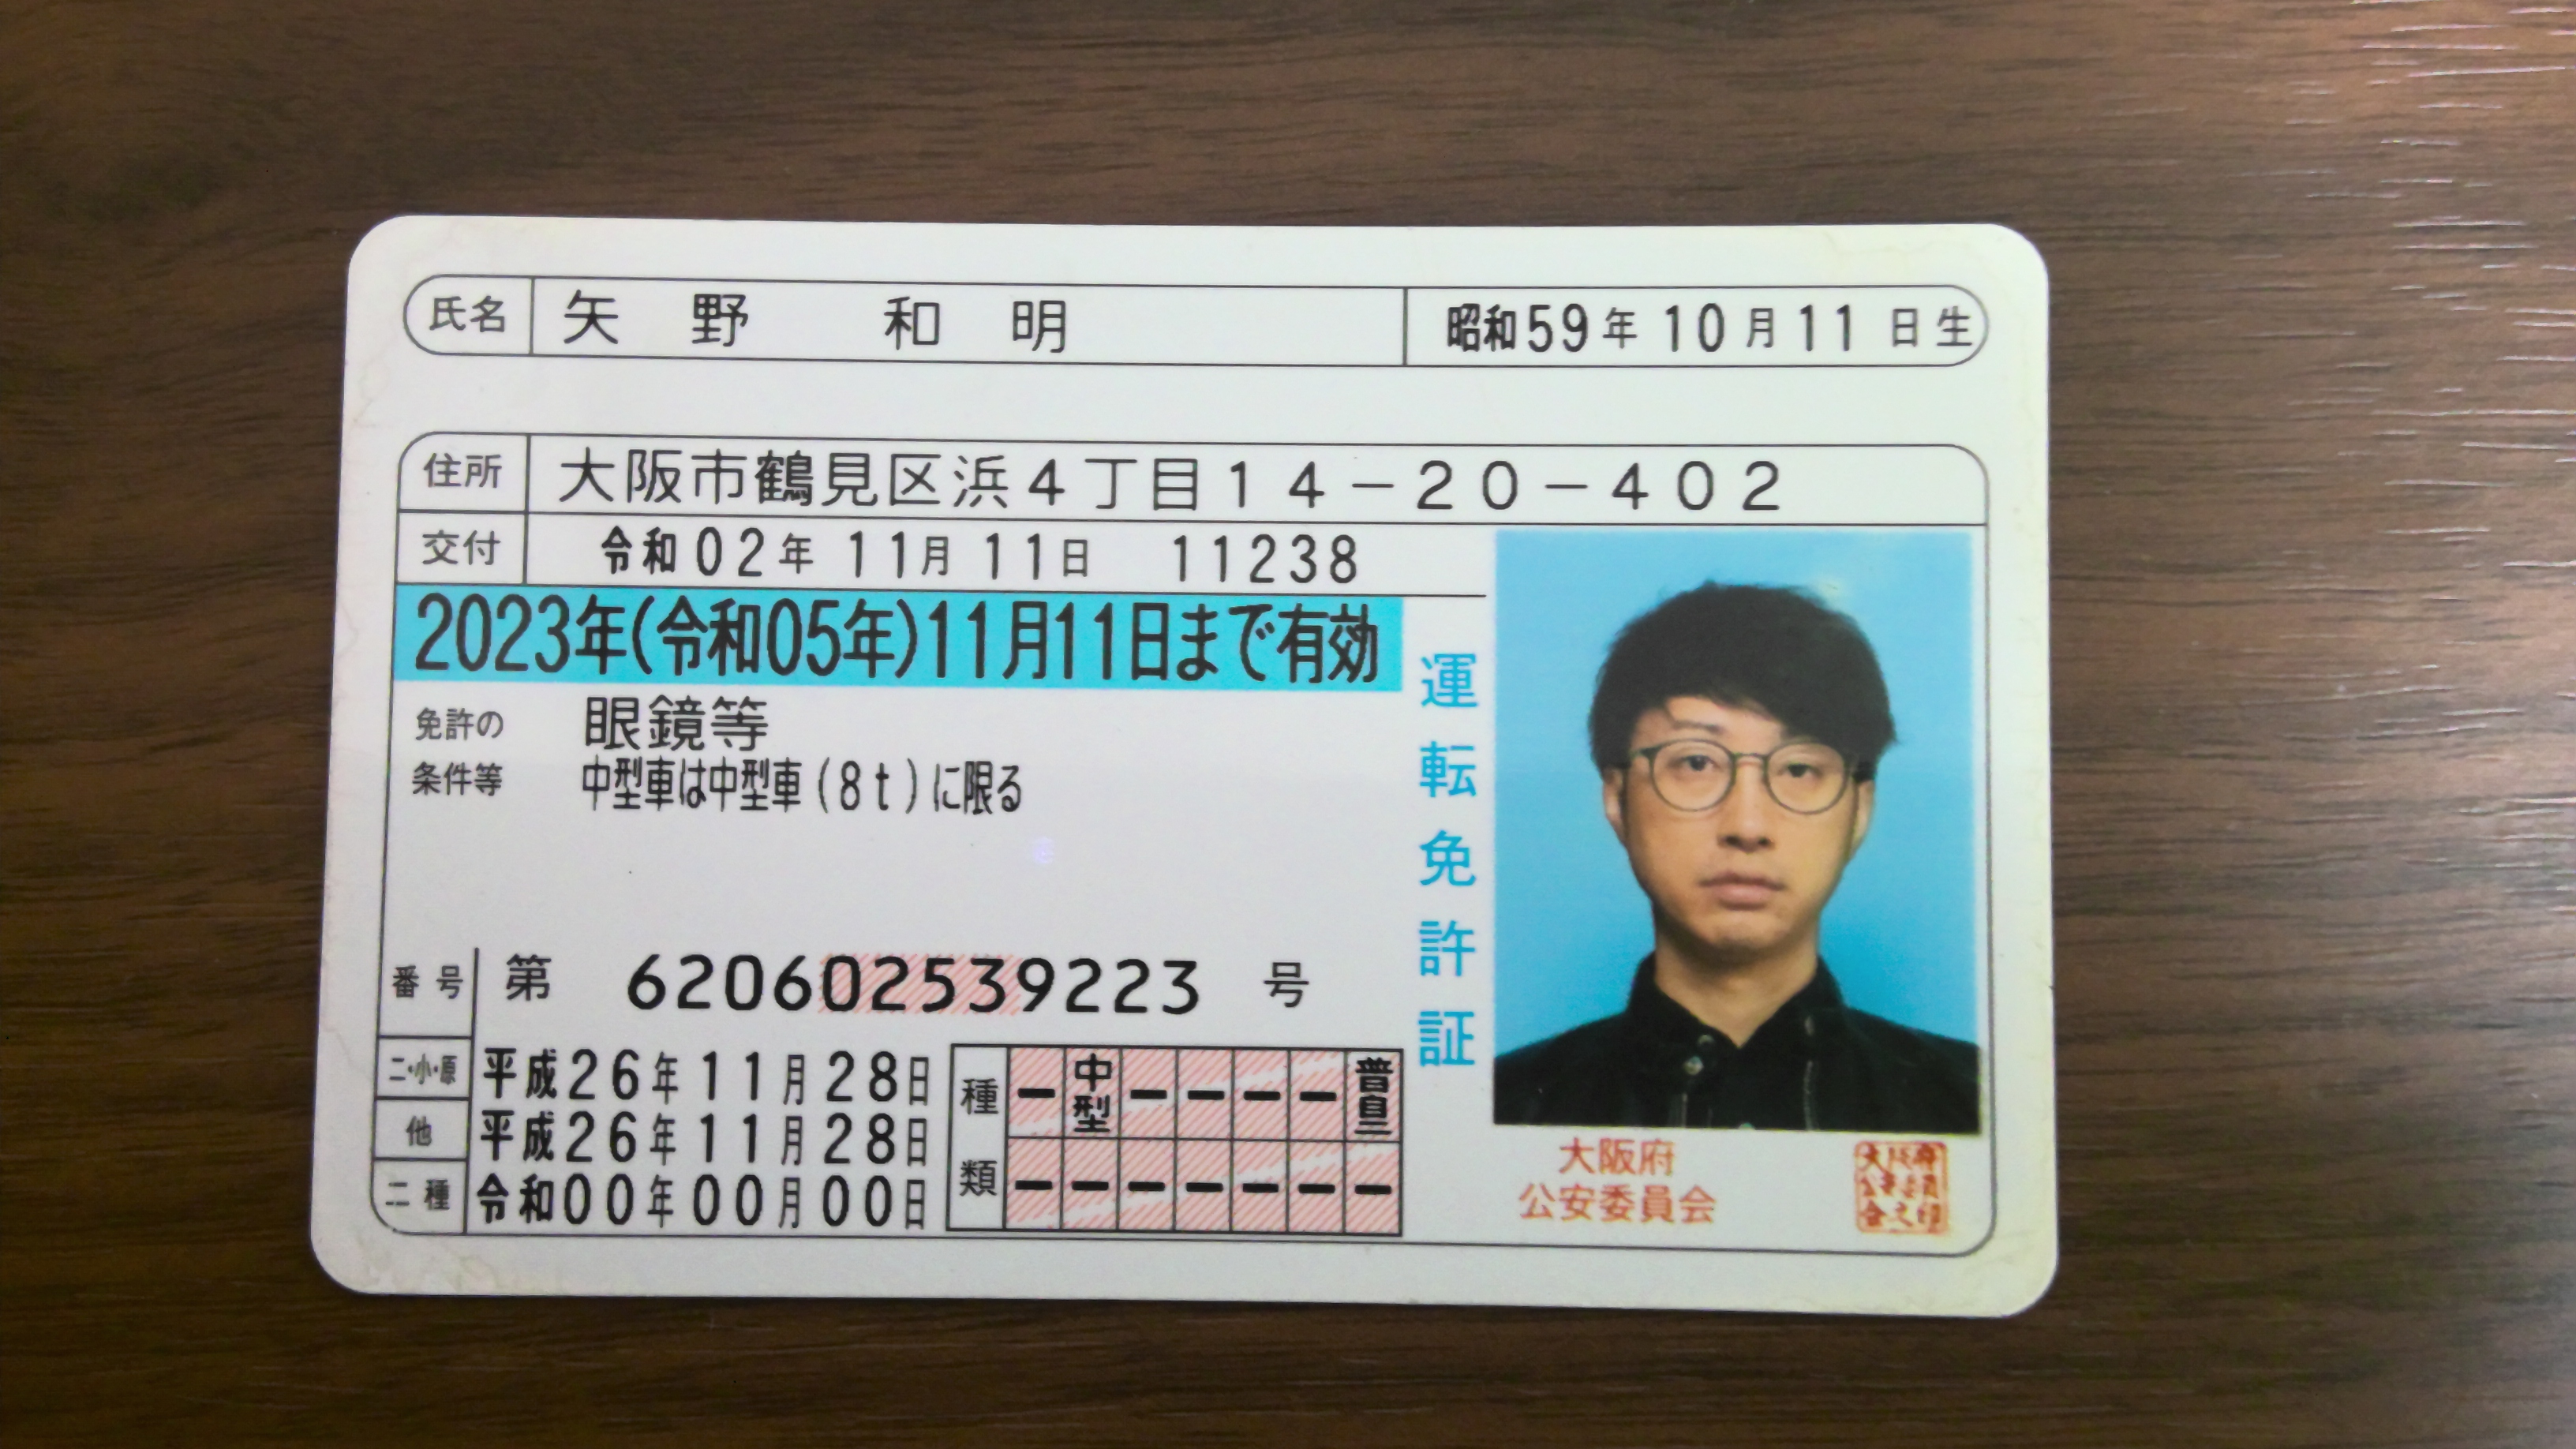 氏名 矢野 和明 昭和59年10月11日生
住所 大阪市鶴見区浜4丁目14-20-402
交付 令和02年11月11日 11238
2023年(令和05年)11月11日まで有効
免許の 眼鏡等
条件等 中型車は中型車(8t)に限る
運転免許証
番号 第 620602539223 号
二・小・原 平成26年11月28日
他 平成26年11月28日
二種 令和00年00月00日
種類 ー 中型 ー ー ー ー 普自二
ー ー ー ー ー ー ー
大阪府
公安委員会